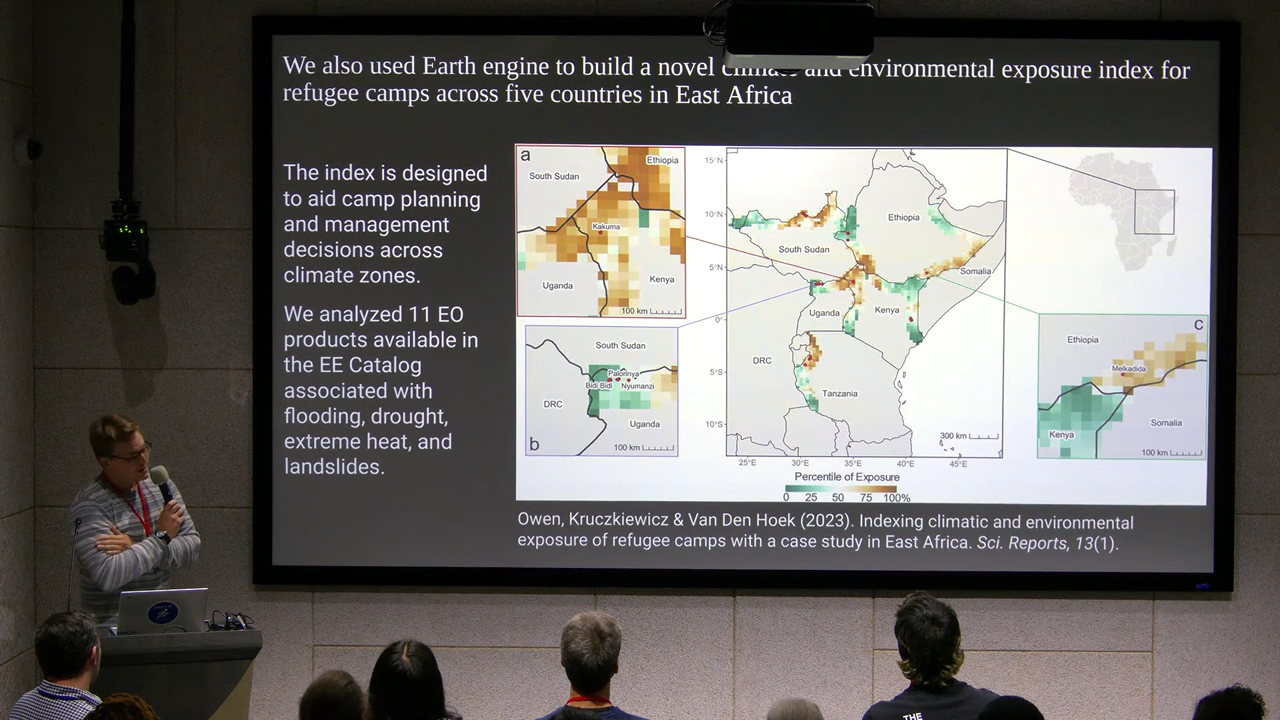 We also used Earth engine to build a novel climate and environmental exposure index for
refugee camps across five countries in East Africa
The index is designed
to aid camp planning
and management
decisions across
climate zones.
We analyzed 11 EO
products available in
the EE Catalog
associated with
flooding, drought,
extreme heat, and
landslides.
a
Ethiopia
South Sudan
Kakuma
Uganda
Kenya
100 km
South Sudan
Palorinya
Bidi Bidi
Nyumanzi
DRC
Uganda
b
100 km
15°N
10°N
5°N
0°
5°S
10°S
Ethiopia
South Sudan
Somalia
Uganda
Kenya
DRC
Tanzania
300 km
25°E
30°E
35°E
40°E
45°E
Percentile of Exposure
0 25 50 75 100%
c
Ethiopia
Melkadida
Somalia
Kenya
100 km
Owen, Kruczkiewicz & Van Den Hoek (2023). Indexing climatic and environmental
exposure of refugee camps with a case study in East Africa. Sci. Reports, 13(1).
THE